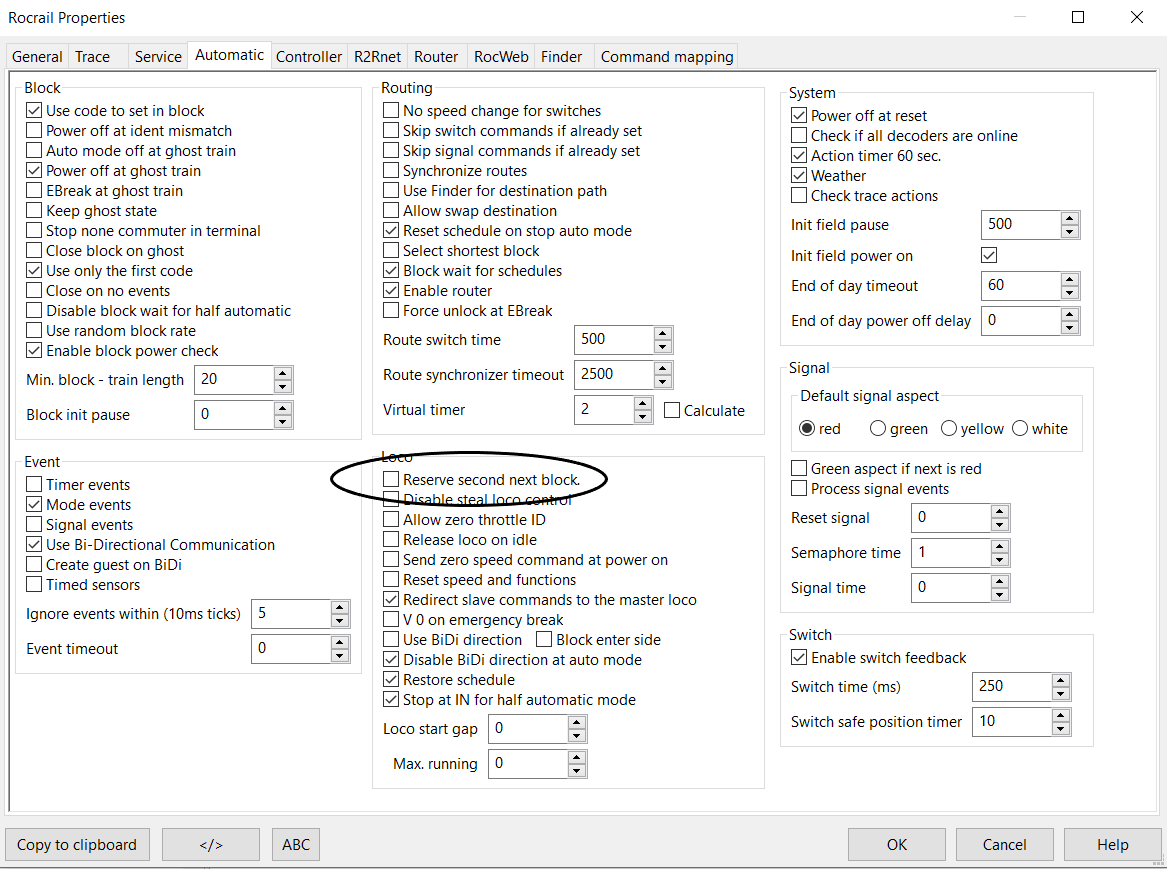 Rocrail Properties
General Trace Service Automatic Controller R2Rnet Router RocWeb Finder Command mapping
Block
Use code to set in block
Power off at ident mismatch
Auto mode off at ghost train
Power off at ghost train
EBreak at ghost train
Keep ghost state
Stop none commuter in terminal
Close block on ghost
Use only the first code
Close on no events
Disable block wait for half automatic
Use random block rate
Enable block power check
Min. block - train length 20
Block init pause 0
Event
Timer events
Mode events
Signal events
Use Bi-Directional Communication
Create guest on BiDi
Timed sensors
Ignore events within (10ms ticks) 5
Event timeout 0
Routing
No speed change for switches
Skip switch commands if already set
Skip signal commands if already set
Synchronize routes
Use Finder for destination path
Allow swap destination
Reset schedule on stop auto mode
Select shortest block
Block wait for schedules
Enable router
Force unlock at EBreak
Route switch time 500
Route synchronizer timeout 2500
Virtual timer 2 Calculate
Loco
Reserve second next block.
Disable steal loco control
Allow zero throttle ID
Release loco on idle
Send zero speed command at power on
Reset speed and functions
Redirect slave commands to the master loco
V 0 on emergency break
Use BiDi direction Block enter side
Disable BiDi direction at auto mode
Restore schedule
Stop at IN for half automatic mode
Loco start gap 0
Max. running 0
System
Power off at reset
Check if all decoders are online
Action timer 60 sec.
Weather
Check trace actions
Init field pause 500
Init field power on
End of day timeout 60
End of day power off delay 0
Signal
Default signal aspect
red green yellow white
Green aspect if next is red
Process signal events
Reset signal 0
Semaphore time 1
Signal time 0
Switch
Enable switch feedback
Switch time (ms) 250
Switch safe position timer 10
Copy to clipboard </> ABC OK Cancel Help